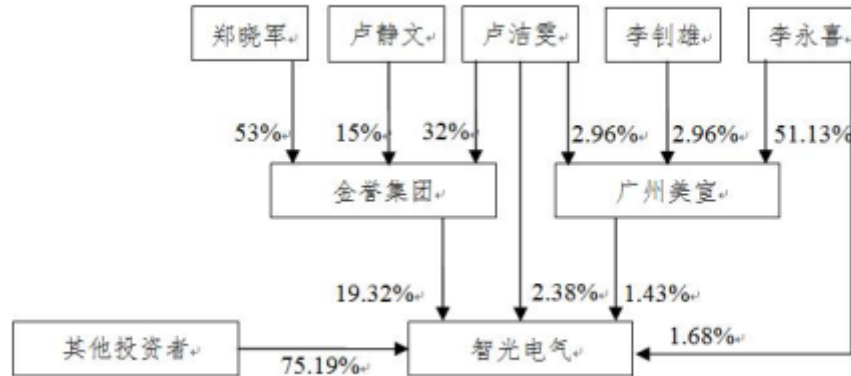 郑晓军 卢静文 卢洁雯 李钊雄 李永喜
53% 15% 32% 2.96% 2.96% 51.13%
金誉集团 广州美宣
19.32% 2.38% 1.43%
其他投资者 75.19% 智光电气 1.68%